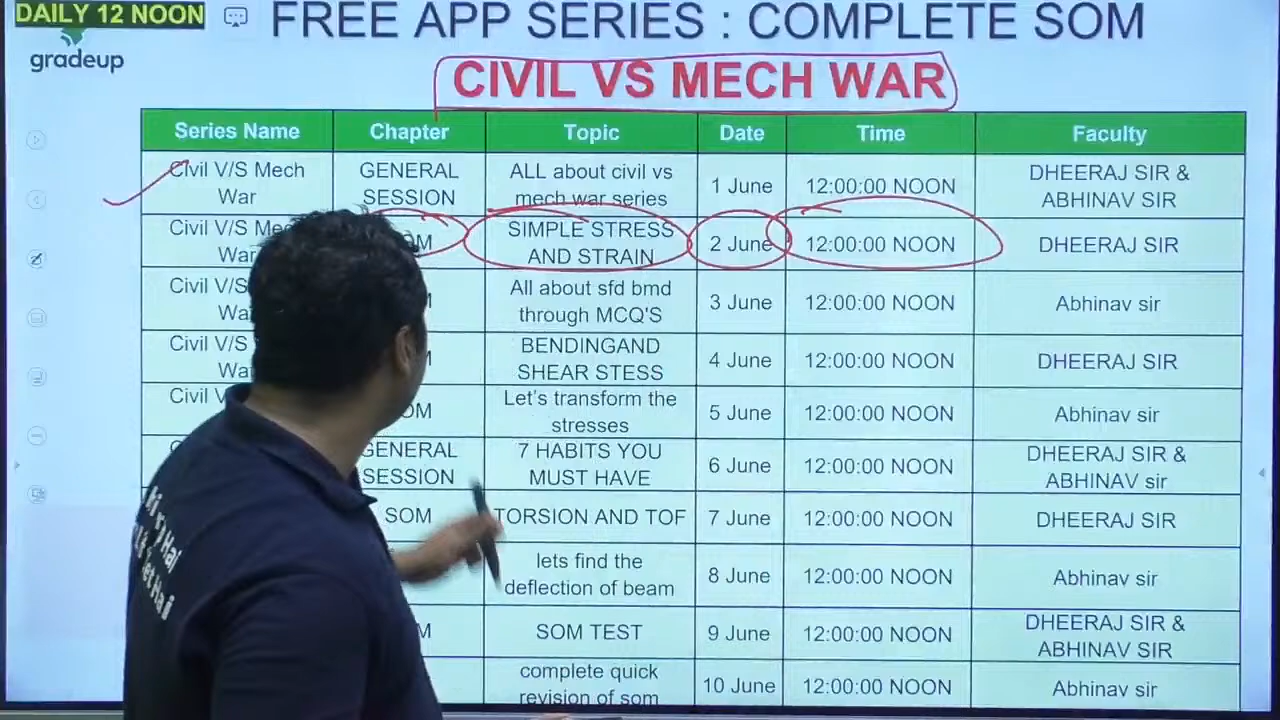 DAILY 12 NOON
FREE APP SERIES : COMPLETE SOM
gradeup
CIVIL VS MECH WAR
Series Name Chapter Topic Date Time Faculty
Civil V/S Mech
War
GENERAL
SESSION
ALL about civil vs
mech war series
1 June
12:00:00 NOON
DHEERAJ SIR &
ABHINAV SIR
Civil V/S
SIMPLE STRESS
AND STRAIN
2 June
12:00:00 NOON
DHEERAJ SIR
Civil V/S
All about sfd bmd
through MCQ'S
3 June
12:00:00 NOON
Abhinav sir
Civil V/S
BENDINGAND
SHEAR STESS
4 June
12:00:00 NOON
DHEERAJ SIR
Civil
Let's transform the
stresses
5 June
12:00:00 NOON
Abhinav sir
GENERAL
SESSION
7 HABITS YOU
MUST HAVE
6 June
12:00:00 NOON
DHEERAJ SIR &
ABHINAV sir
SOM
TORSION AND TOF
7 June
12:00:00 NOON
DHEERAJ SIR
lets find the
deflection of beam
8 June
12:00:00 NOON
Abhinav sir
SOM TEST
9 June
12:00:00 NOON
DHEERAJ SIR &
ABHINAV SIR
complete quick
revision of som
10 June
12:00:00 NOON
Abhinav sir